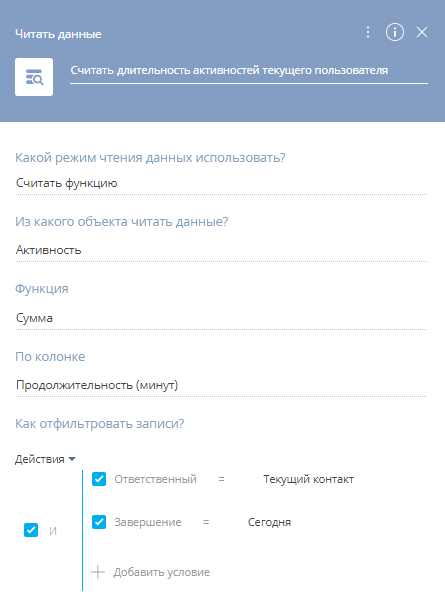 Читать данные
Считать длительность активностей текущего пользователя
Какой режим чтения данных использовать?
Считать функцию
Из какого объекта читать данные?
Активность
Функция
Сумма
По колонке
Продолжительность (минут)
Как отфильтровать записи?
Действия
Ответственный = Текущий контакт
И
Завершение = Сегодня
Добавить условие